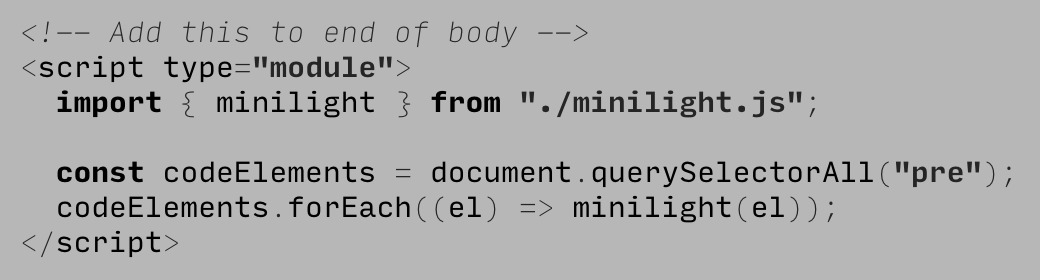 <!-- Add this to end of body -->
<script type="module">
  import { minilight } from "./minilight.js";

  const codeElements = document.querySelectorAll("pre");
  codeElements.forEach((el) => minilight(el));
</script>